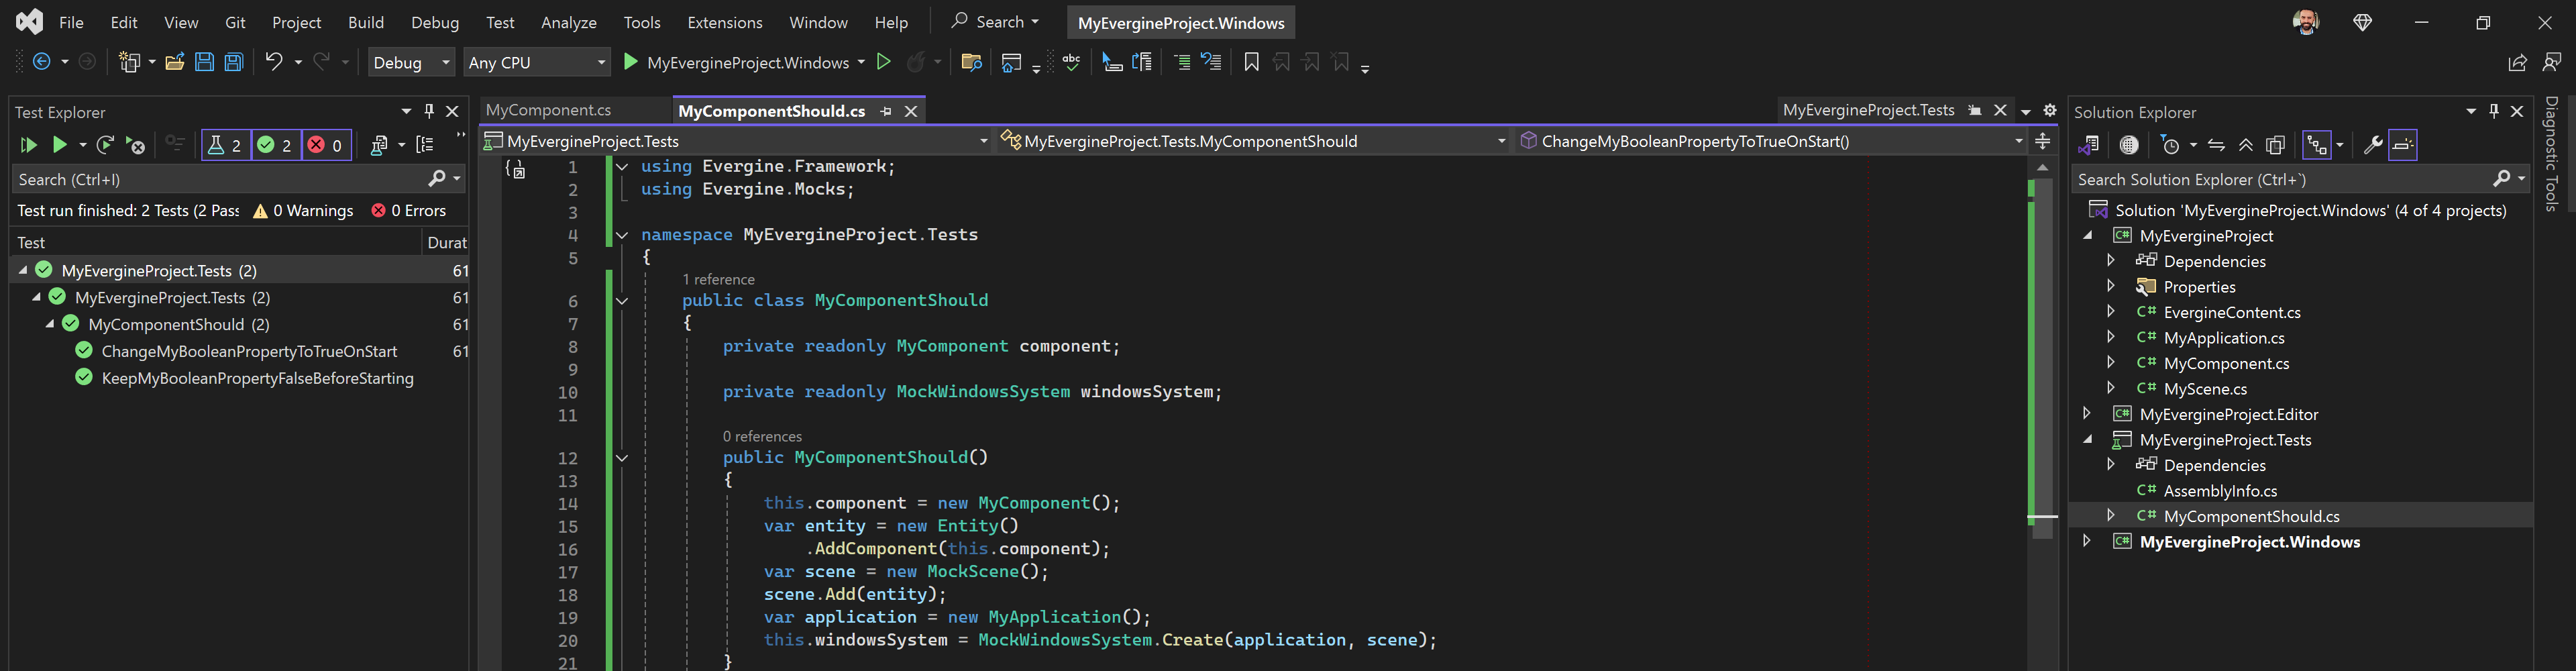 File Edit View Git Project Build Debug Test Analyze Tools Extensions Window Help Search MyEvergineProject.Windows
Debug Any CPU MyEvergineProject.Windows abc
Test Explorer
2 2 0
Search (Ctrl+I)
Test run finished: 2 Tests (2 Pass 0 Warnings 0 Errors
Test Durat
MyEvergineProject.Tests (2) 61
MyEvergineProject.Tests (2) 61
MyComponentShould (2) 61
ChangeMyBooleanPropertyToTrueOnStart 61
KeepMyBooleanPropertyFalseBeforeStarting
MyComponent.cs MyComponentShould.cs MyEvergineProject.Tests
MyEvergineProject.Tests MyEvergineProject.Tests.MyComponentShould ChangeMyBooleanPropertyToTrueOnStart()
1 using Evergine.Framework;
2 using Evergine.Mocks;
3
4 namespace MyEvergineProject.Tests
5 {
1 reference
6 public class MyComponentShould
7 {
8 private readonly MyComponent component;
9
10 private readonly MockWindowsSystem windowsSystem;
11
0 references
12 public MyComponentShould()
13 {
14 this.component = new MyComponent();
15 var entity = new Entity()
16 .AddComponent(this.component);
17 var scene = new MockScene();
18 scene.Add(entity);
19 var application = new MyApplication();
20 this.windowsSystem = MockWindowsSystem.Create(application, scene);
21 }
Solution Explorer
Search Solution Explorer (Ctrl+`)
Solution 'MyEvergineProject.Windows' (4 of 4 projects)
C# MyEvergineProject
Dependencies
Properties
C# EvergineContent.cs
C# MyApplication.cs
C# MyComponent.cs
C# MyScene.cs
C# MyEvergineProject.Editor
MyEvergineProject.Tests
Dependencies
C# AssemblyInfo.cs
C# MyComponentShould.cs
C# MyEvergineProject.Windows
Diagnostic Tools